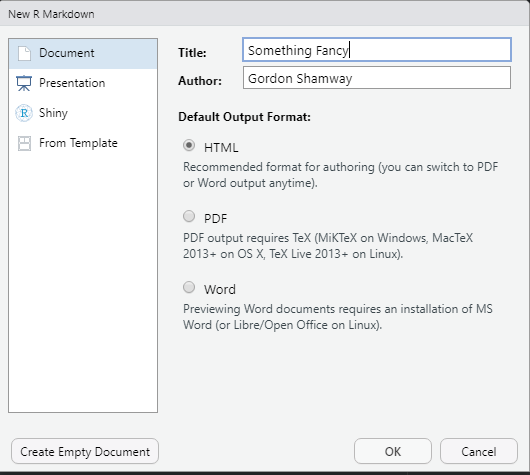 New R Markdown
Document
Presentation
R Shiny
From Template
Title: Something Fancy
Author: Gordon Shamway
Default Output Format:
HTML
Recommended format for authoring (you can switch to PDF
or Word output anytime).
PDF
PDF output requires TeX (MiKTeX on Windows, MacTeX
2013+ on OS X, TeX Live 2013+ on Linux).
Word
Previewing Word documents requires an installation of MS
Word (or Libre/Open Office on Linux).
Create Empty Document
OK
Cancel